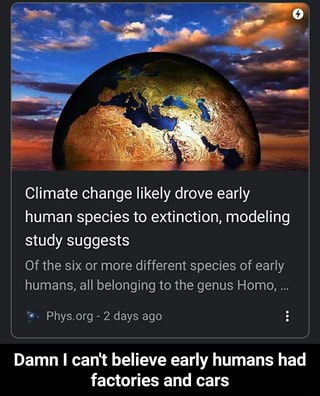 Climate change likely drove early
human species to extinction, modeling
study suggests
Of the six or more different species of early
humans, all belonging to the genus Homo, ...
Phys.org - 2 days ago
Damn I can't believe early humans had
factories and cars